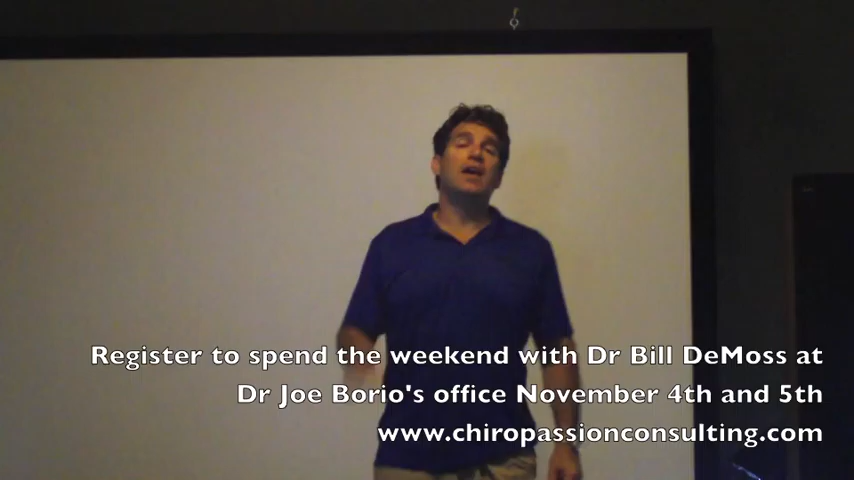 Register to spend the weekend with Dr Bill DeMoss at
Dr Joe Borio's office November 4th and 5th
www.chiropassionconsulting.com